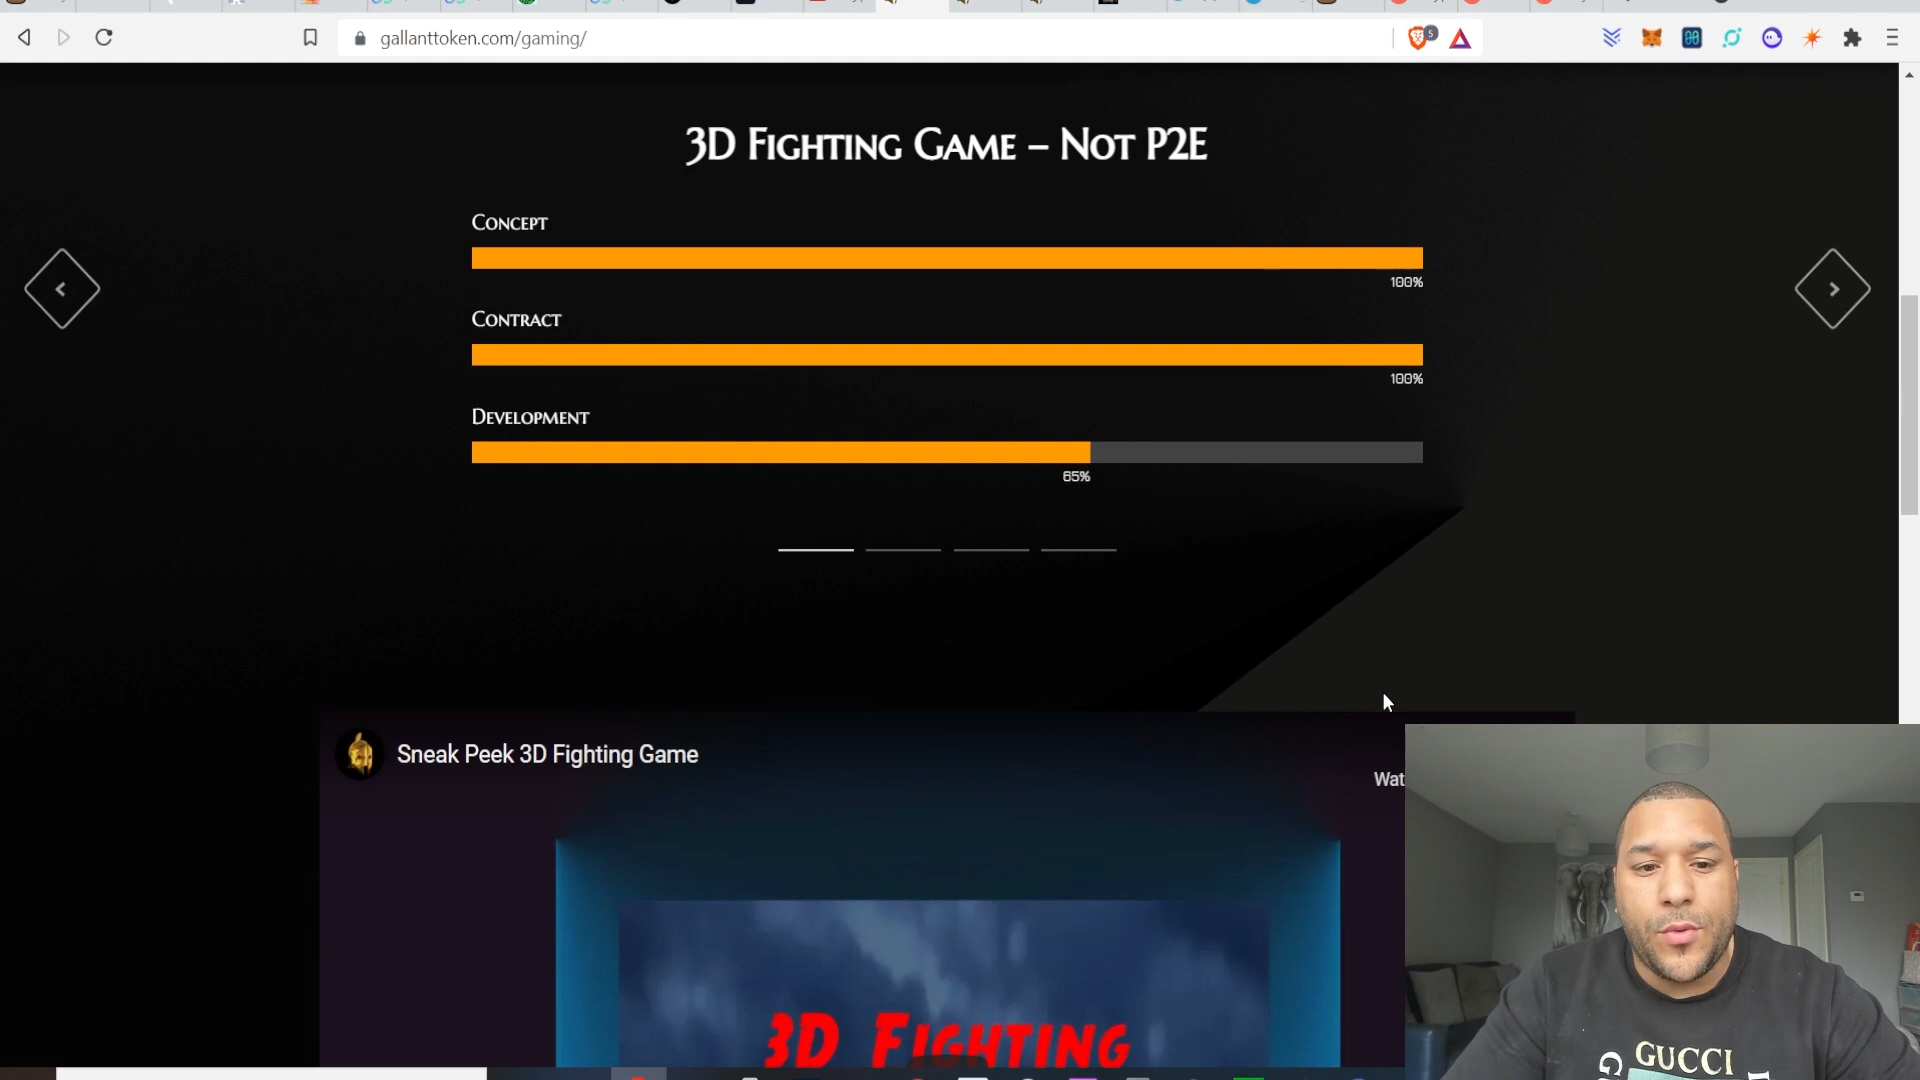 gallanttoken.com/gaming/
5
3D Fighting Game – Not P2E
Concept
100%
Contract
100%
Development
65%
Sneak Peek 3D Fighting Game
Wat
3D Fighting
GUCCI